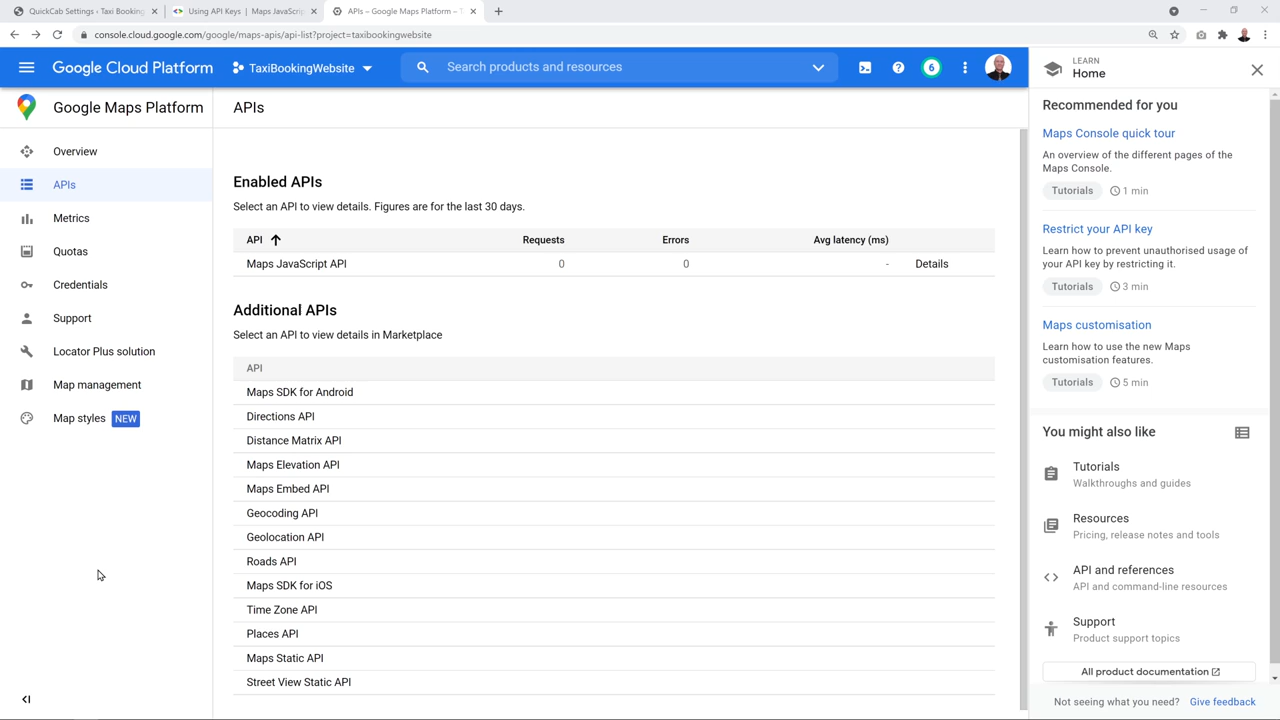 QuickCab Settings ‹ Taxi Booking
Using API Keys | Maps JavaScrip
APIs – Google Maps Platform – T
console.cloud.google.com/google/maps-apis/api-list?project=taxibookingwebsite
Google Cloud Platform
TaxiBookingWebsite
Search products and resources
6
LEARN
Home
Google Maps Platform
APIs
Overview
APIs
Metrics
Quotas
Credentials
Support
Locator Plus solution
Map management
Map styles NEW
Enabled APIs
Select an API to view details. Figures are for the last 30 days.
API Requests Errors Avg latency (ms)
Maps JavaScript API 0 0 - Details
Additional APIs
Select an API to view details in Marketplace
API
Maps SDK for Android
Directions API
Distance Matrix API
Maps Elevation API
Maps Embed API
Geocoding API
Geolocation API
Roads API
Maps SDK for iOS
Time Zone API
Places API
Maps Static API
Street View Static API
Recommended for you
Maps Console quick tour
An overview of the different pages of the
Maps Console.
Tutorials 1 min
Restrict your API key
Learn how to prevent unauthorised usage of
your API key by restricting it.
Tutorials 3 min
Maps customisation
Learn how to use the new Maps
customisation features.
Tutorials 5 min
You might also like
Tutorials
Walkthroughs and guides
Resources
Pricing, release notes and tools
API and references
API and command-line resources
Support
Product support topics
All product documentation
Not seeing what you need? Give feedback